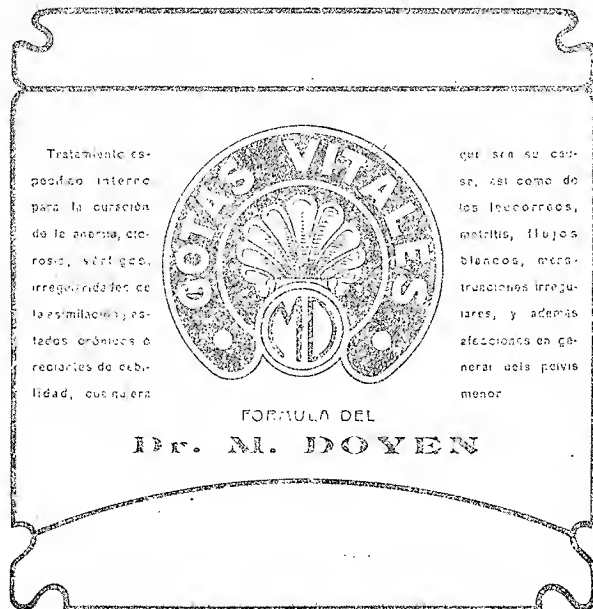 GOTAS VITALES
MD
Tratamiento es-
pecífico interno
para la curación
de la anemia, clo-
rosis, vértigos,
irregularidades de
la asimilación, es-
tados crónicos o
recientes de debi-
lidad, cualquiera
que sea su cau-
sa, así como de
las leucorreas,
metritis, flujos
blancos, mens-
truaciones irregu-
lares, y además
afecciones en ge-
neral de la pelvis
menor
FORMULA DEL
Dr. M. DOYEN